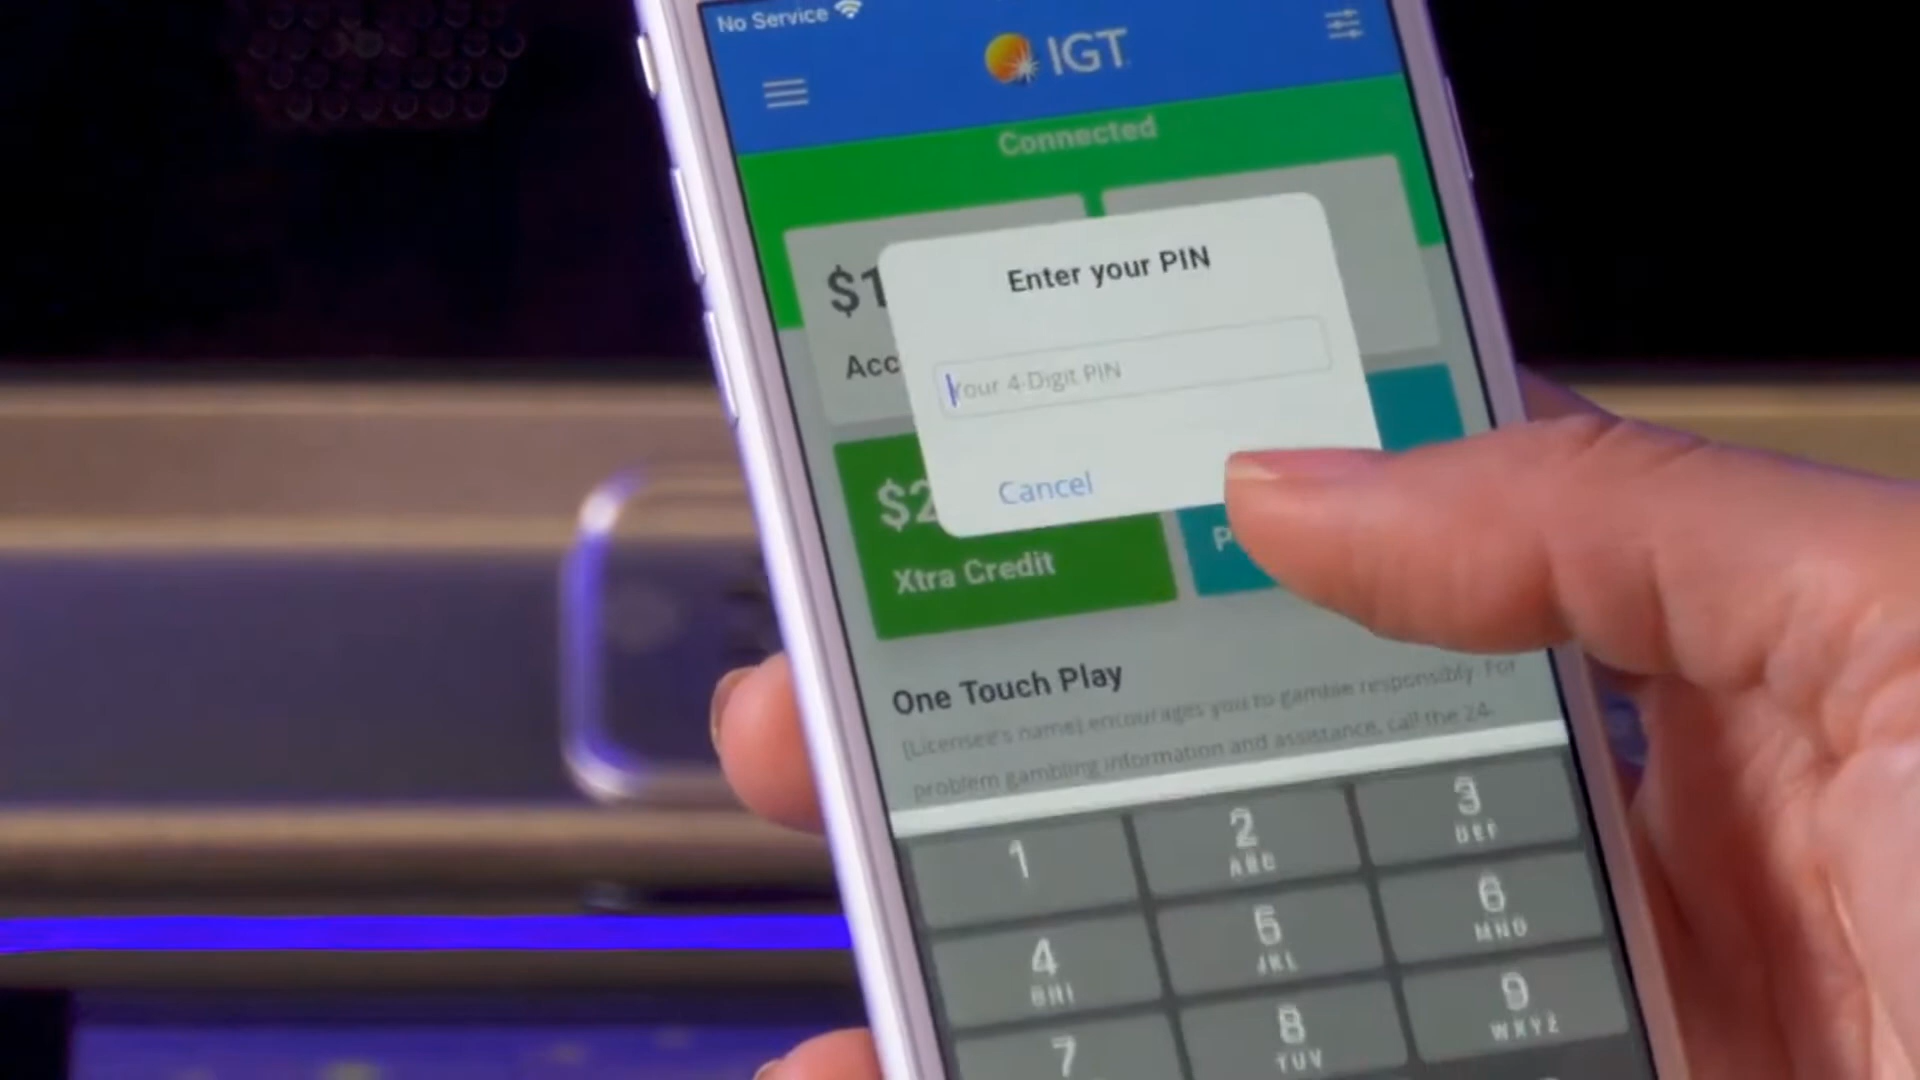 No Service
IGT
Connected
$1
Acc
Enter your PIN
Your 4-Digit PIN
Cancel
$2
Xtra Credit
P
One Touch Play
[Licensee's name] encourages you to gamble responsibly. For
problem gambling information and assistance, call the 24-
1
2
ABC
3
DEF
4
GHI
5
JKL
6
MNO
7
8
TUV
9
WXYZ